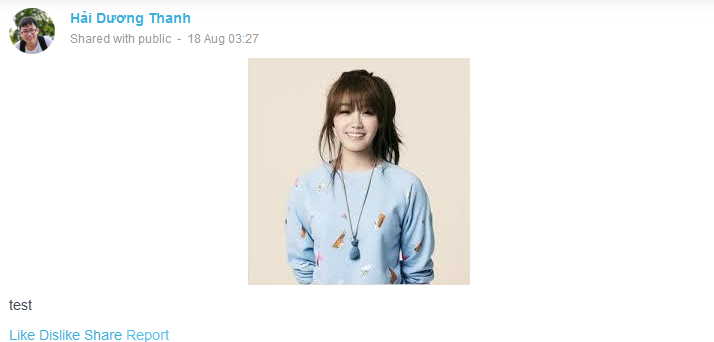 Hải Dương Thanh
Shared with public - 18 Aug 03:27
test
Like Dislike Share Report